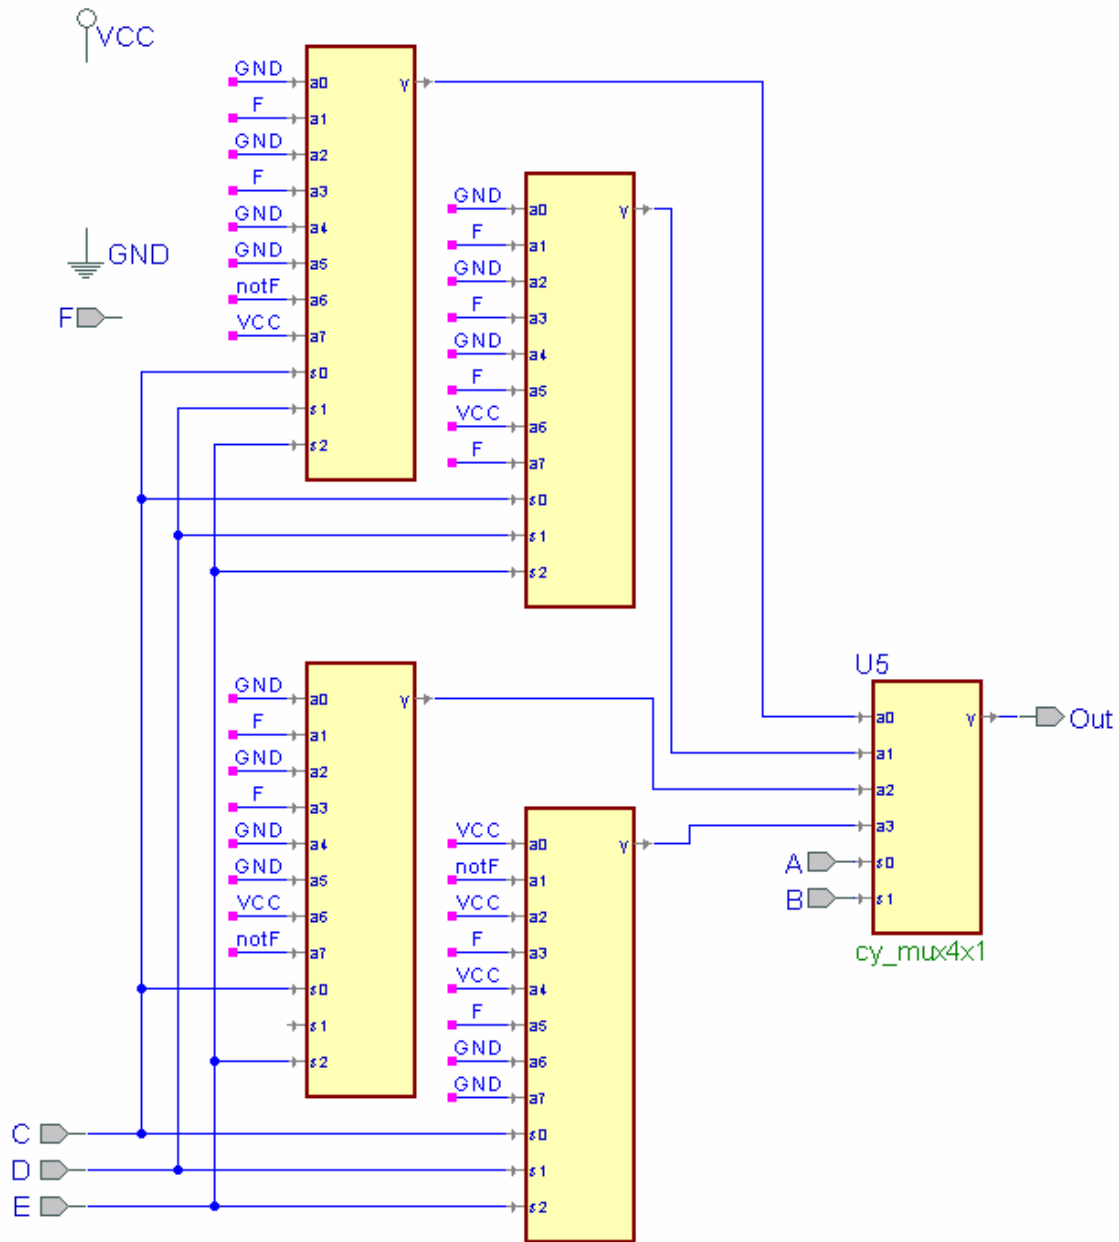 VCC
GND
F
GND
F
GND
F
GND
GND
notF
VCC
a0
a1
a2
a3
a4
a5
a6
a7
s0
s1
s2
y
GND
F
GND
F
GND
F
VCC
F
a0
a1
a2
a3
a4
a5
a6
a7
s0
s1
s2
y
GND
F
GND
F
GND
GND
VCC
notF
a0
a1
a2
a3
a4
a5
a6
a7
s0
s1
s2
y
VCC
notF
VCC
F
VCC
F
GND
GND
a0
a1
a2
a3
a4
a5
a6
a7
s0
s1
s2
y
C
D
E
U5
a0
a1
a2
a3
s0
s1
y
A
B
Out
cy_mux4x1